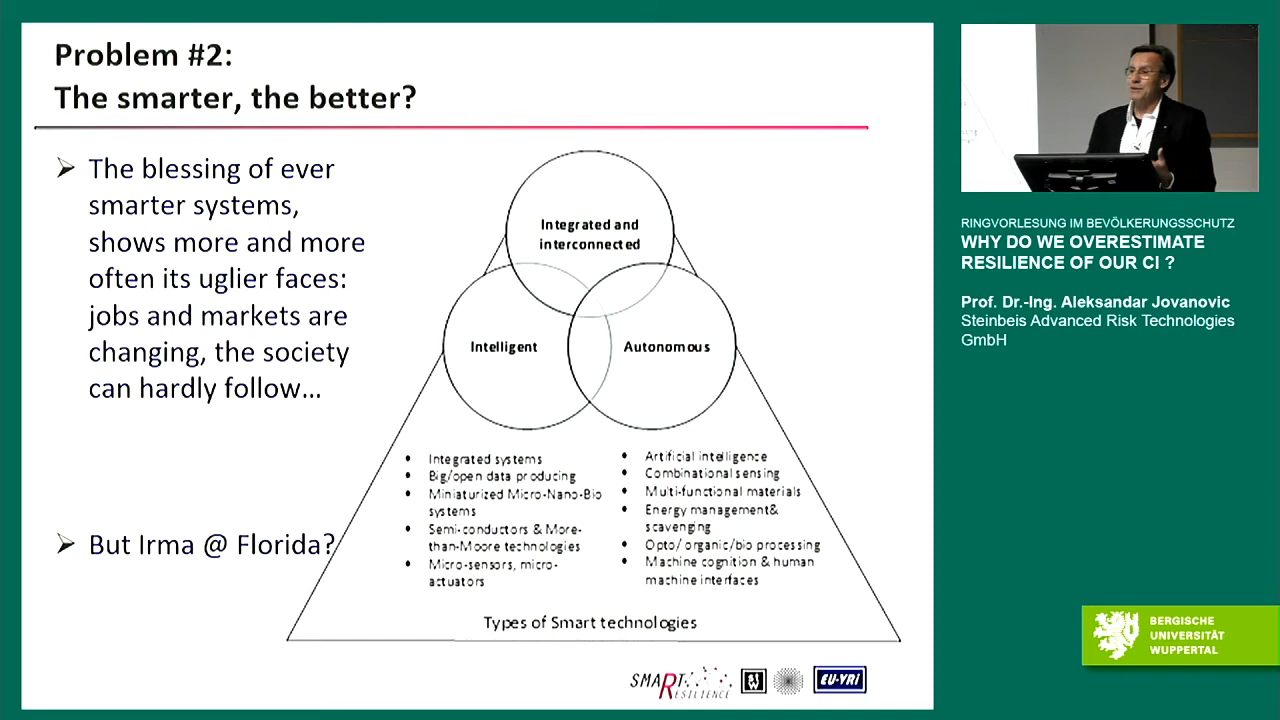 Problem #2:
The smarter, the better?
The blessing of ever
smarter systems,
shows more and more
often its uglier faces:
jobs and markets are
changing, the society
can hardly follow...
But Irma @ Florida?
Integrated and
interconnected
Intelligent
Autonomous
Integrated systems
Big/open data producing
Miniaturized Micro-Nano-Bio
systems
Semi-conductors & More-
than-Moore technologies
Micro-sensors, micro-
actuators
Artificial intelligence
Combinational sensing
Multi-functional materials
Energy management&
scavenging
Opto/ organic/bio processing
Machine cognition & human
machine interfaces
Types of Smart technologies
SMART
RESILIENCE
EU-VRi
RINGVORLESUNG IM BEVÖLKERUNGSSCHUTZ
WHY DO WE OVERESTIMATE
RESILIENCE OF OUR CI ?
Prof. Dr.-Ing. Aleksandar Jovanovic
Steinbeis Advanced Risk Technologies
GmbH
BERGISCHE
UNIVERSITÄT
WUPPERTAL